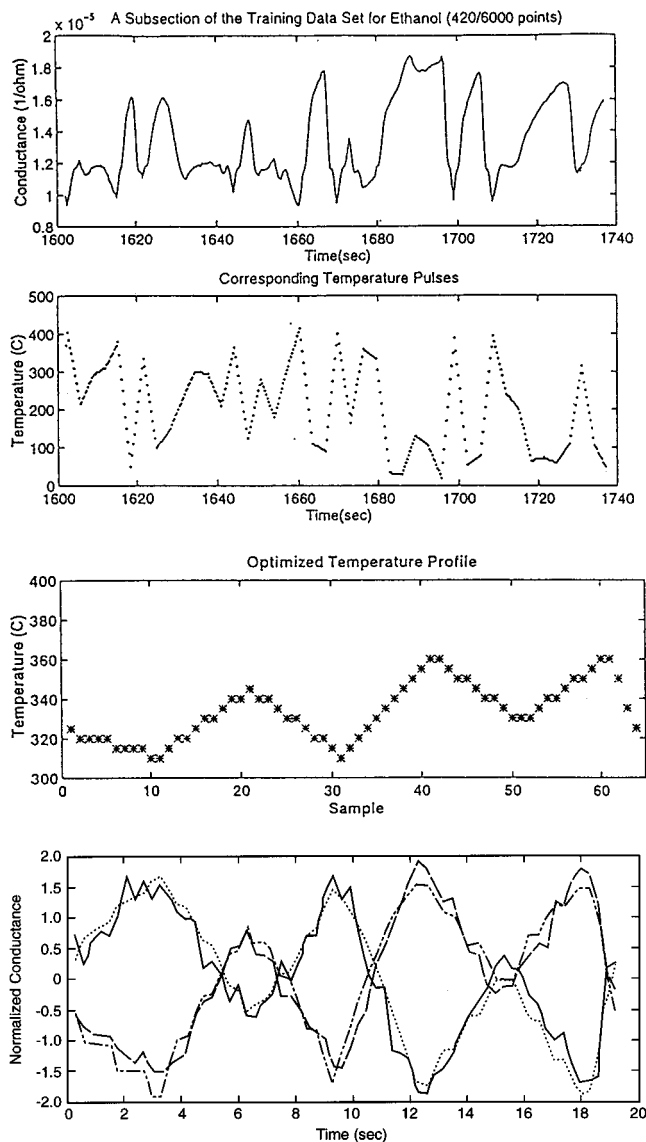 A Subsection of the Training Data Set for Ethanol (420/6000 points)
× 10⁻⁵
2
1.8
1.6
1.4
1.2
1
0.8
Conductance (1/ohm)
1600 1620 1640 1660 1680 1700 1720 1740
Time(sec)
Corresponding Temperature Pulses
500
400
300
200
100
0
Temperature (C)
1600 1620 1640 1660 1680 1700 1720 1740
Time(sec)
Optimized Temperature Profile
400
380
360
340
320
300
Temperature (C)
0 10 20 30 40 50 60
Sample
2.0
1.5
1.0
0.5
0
-0.5
-1.0
-1.5
-2.0
Normalized Conductance
0 2 4 6 8 10 12 14 16 18 20
Time (sec)